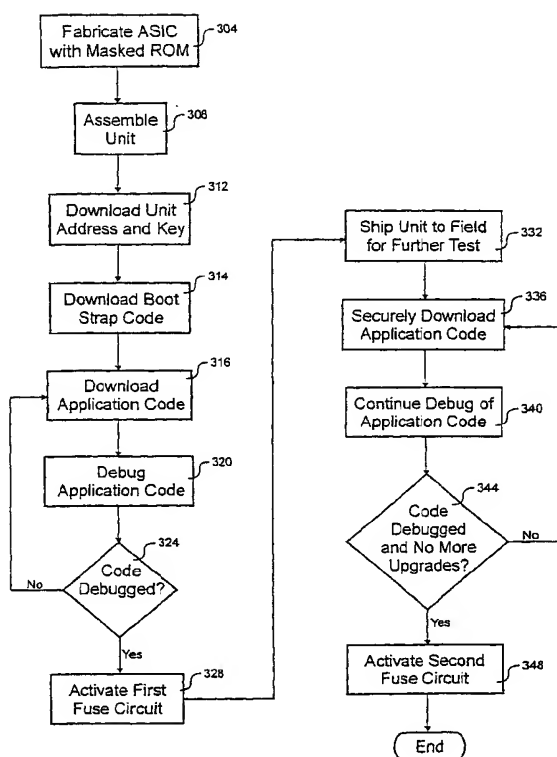 Fabricate ASIC
with Masked ROM
304
Assemble
Unit
308
Download Unit
Address and Key
312
Download Boot
Strap Code
314
Download
Application Code
316
Debug
Application Code
320
Code
Debugged?
324
No
Yes
Activate First
Fuse Circuit
328
Ship Unit to Field
for Further Test
332
Securely Download
Application Code
336
Continue Debug of
Application Code
340
Code
Debugged
and No More
Upgrades?
344
No
Yes
Activate Second
Fuse Circuit
348
End